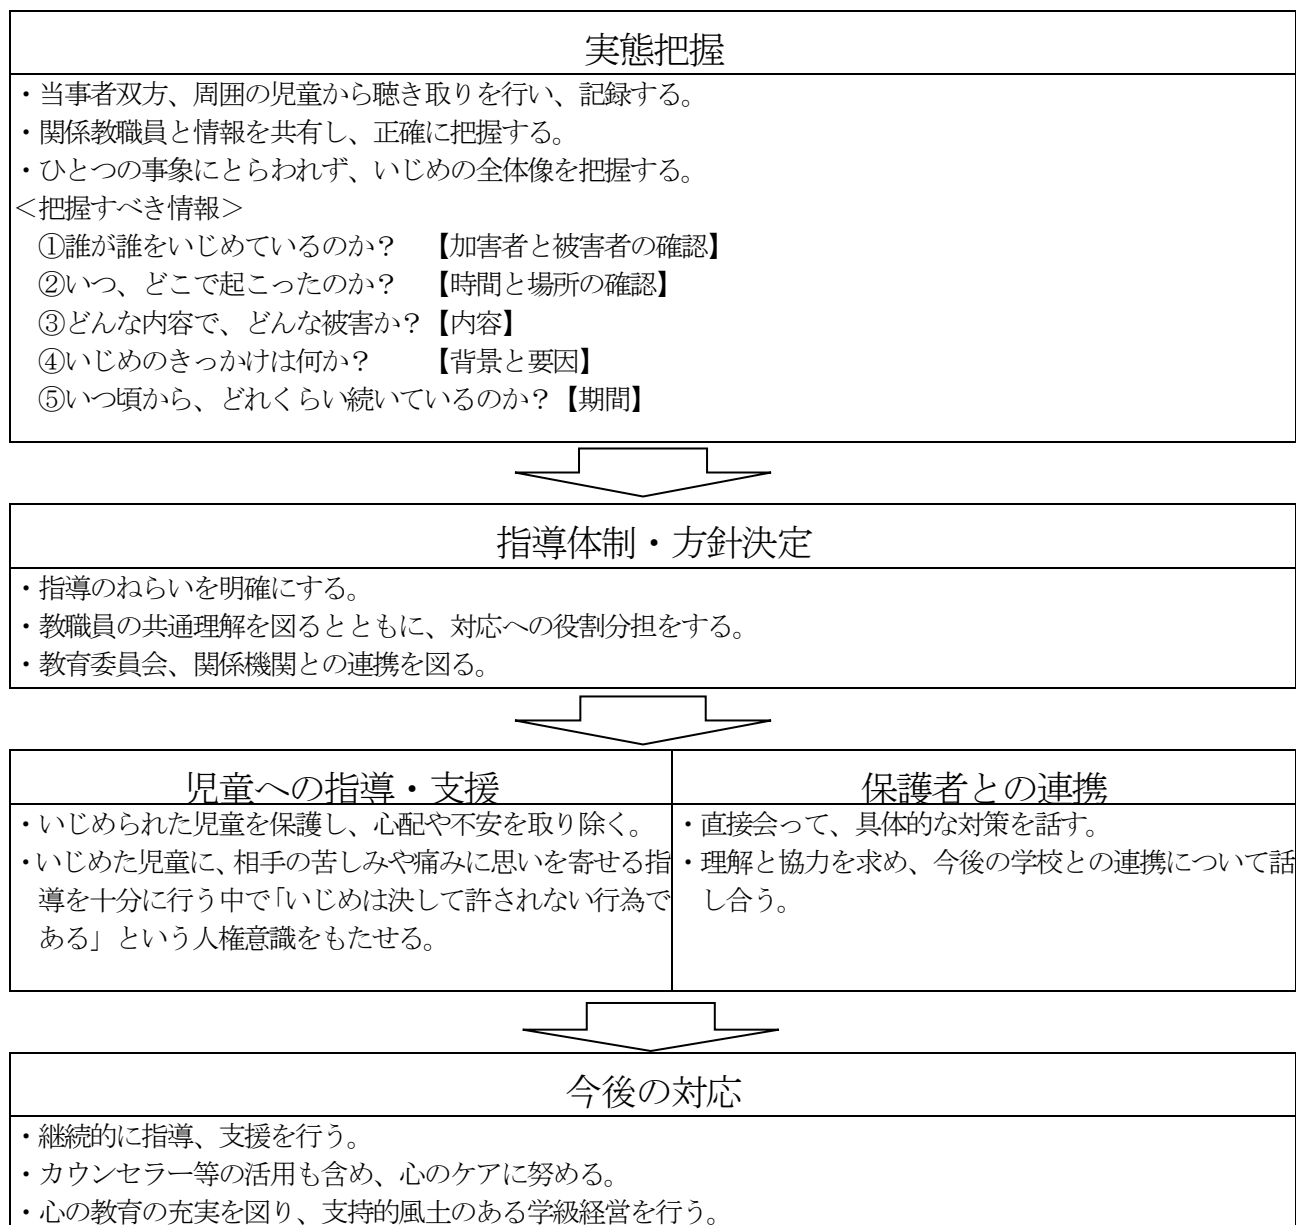 実態把握
・当事者双方、周囲の児童から聴き取りを行い、記録する。
・関係教職員と情報を共有し、正確に把握する。
・ひとつの事象にとらわれず、いじめの全体像を把握する。
＜把握すべき情報＞
①誰が誰をいじめているのか？　【加害者と被害者の確認】
②いつ、どこで起こったのか？　【時間と場所の確認】
③どんな内容で、どんな被害か？【内容】
④いじめのきっかけは何か？　　【背景と要因】
⑤いつ頃から、どれくらい続いているのか？【期間】
指導体制・方針決定
・指導のねらいを明確にする。
・教職員の共通理解を図るとともに、対応への役割分担をする。
・教育委員会、関係機関との連携を図る。
児童への指導・支援
・いじめられた児童を保護し、心配や不安を取り除く。
・いじめた児童に、相手の苦しみや痛みに思いを寄せる指
導を十分に行う中で「いじめは決して許されない行為で
ある」という人権意識をもたせる。
保護者との連携
・直接会って、具体的な対策を話す。
・理解と協力を求め、今後の学校との連携について話
し合う。
今後の対応
・継続的に指導、支援を行う。
・カウンセラー等の活用も含め、心のケアに努める。
・心の教育の充実を図り、支持的風土のある学級経営を行う。